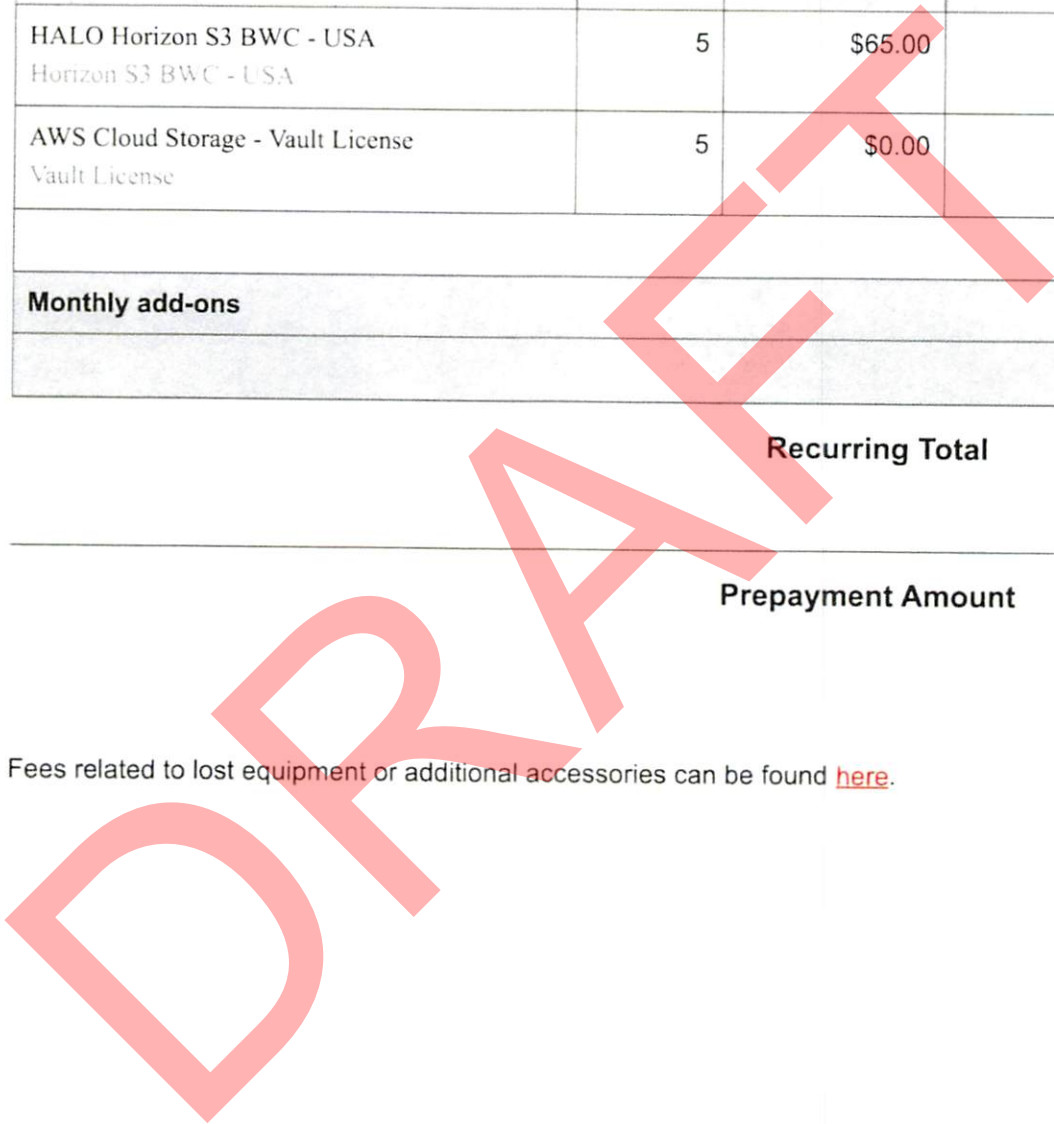 HALO Horizon S3 BWC - USA 5 $65.00
Horizon S3 BWC - USA
AWS Cloud Storage - Vault License 5 $0.00
Vault License
Monthly add-ons
Recurring Total
Prepayment Amount
Fees related to lost equipment or additional accessories can be found here.
DRAFT